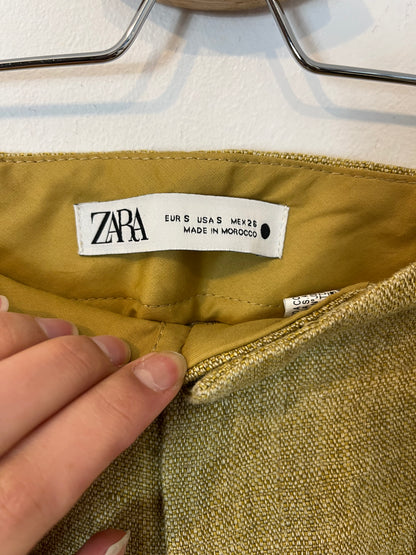 ZARA
EUR S USA S MEX 26
MADE IN MOROCCO